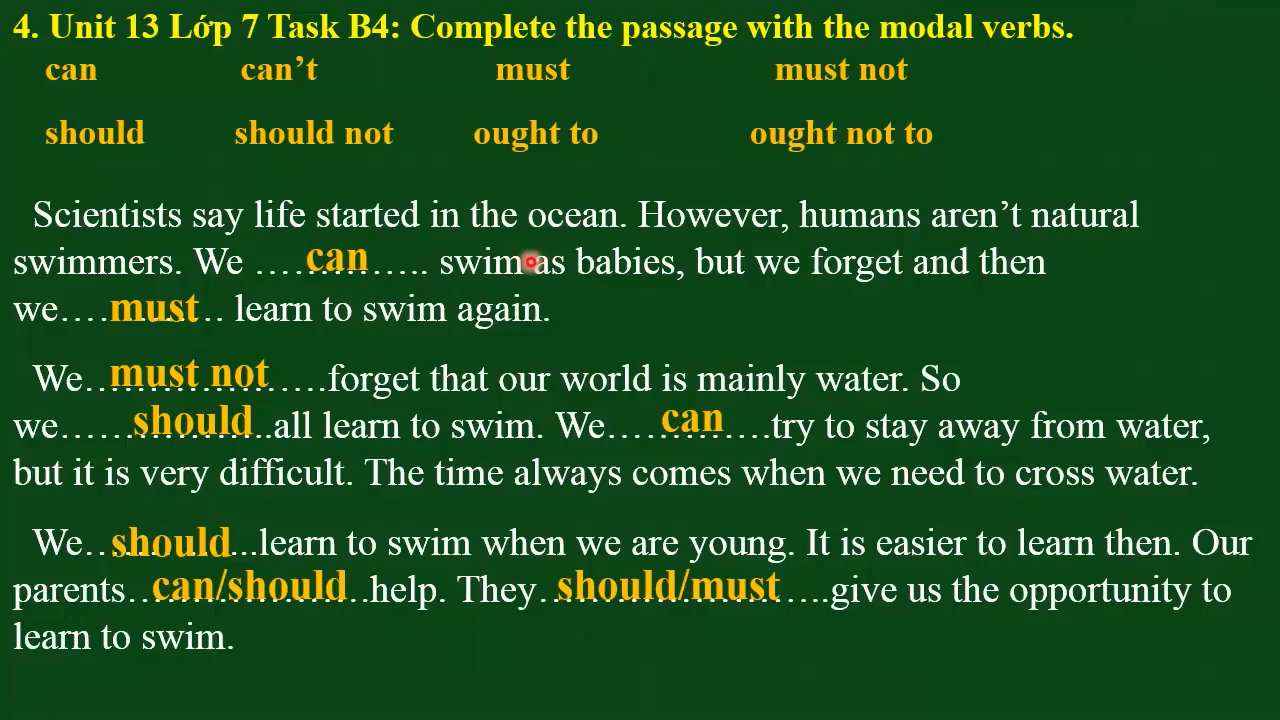 4. Unit 13 Lớp 7 Task B4: Complete the passage with the modal verbs.
can can’t must must not
should should not ought to ought not to
Scientists say life started in the ocean. However, humans aren’t natural
swimmers. We ….can….. swim as babies, but we forget and then
we….must….. learn to swim again.
We….must not…..forget that our world is mainly water. So
we……should…..all learn to swim. We….can…..try to stay away from water,
but it is very difficult. The time always comes when we need to cross water.
We….should…..learn to swim when we are young. It is easier to learn then. Our
parents….can/should…..help. They….should/must…..give us the opportunity to
learn to swim.